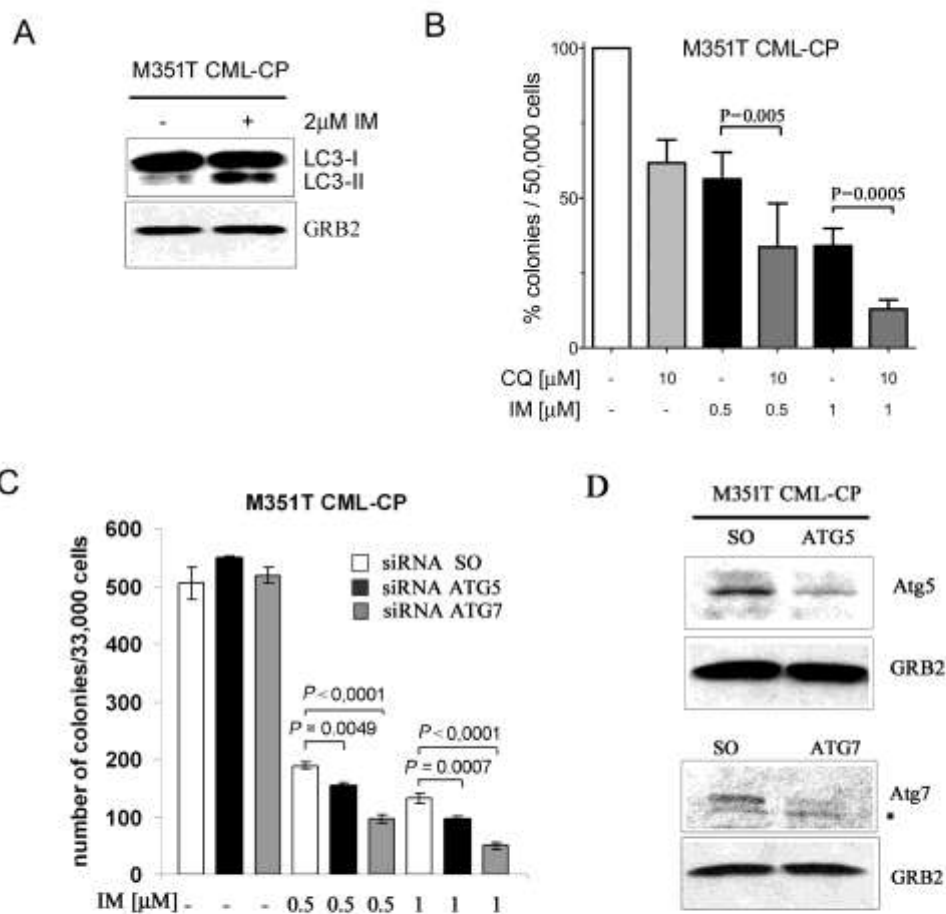 A
M351T CML-CP
- + 2µM IM
LC3-I
LC3-II
GRB2
B
M351T CML-CP
% colonies / 50,000 cells
100
50
0
P=0.005
P=0.0005
CQ [µM] - 10 - 10 - 10
IM [µM] - - 0.5 0.5 1 1
C
M351T CML-CP
number of colonies/33,000 cells
600
500
400
300
200
100
0
siRNA SO
siRNA ATG5
siRNA ATG7
P < 0,0001
P = 0.0049
P < 0,0001
P = 0.0007
IM [µM] - - - 0.5 0.5 0.5 1 1 1
D
M351T CML-CP
SO ATG5
Atg5
GRB2
SO ATG7
Atg7
GRB2